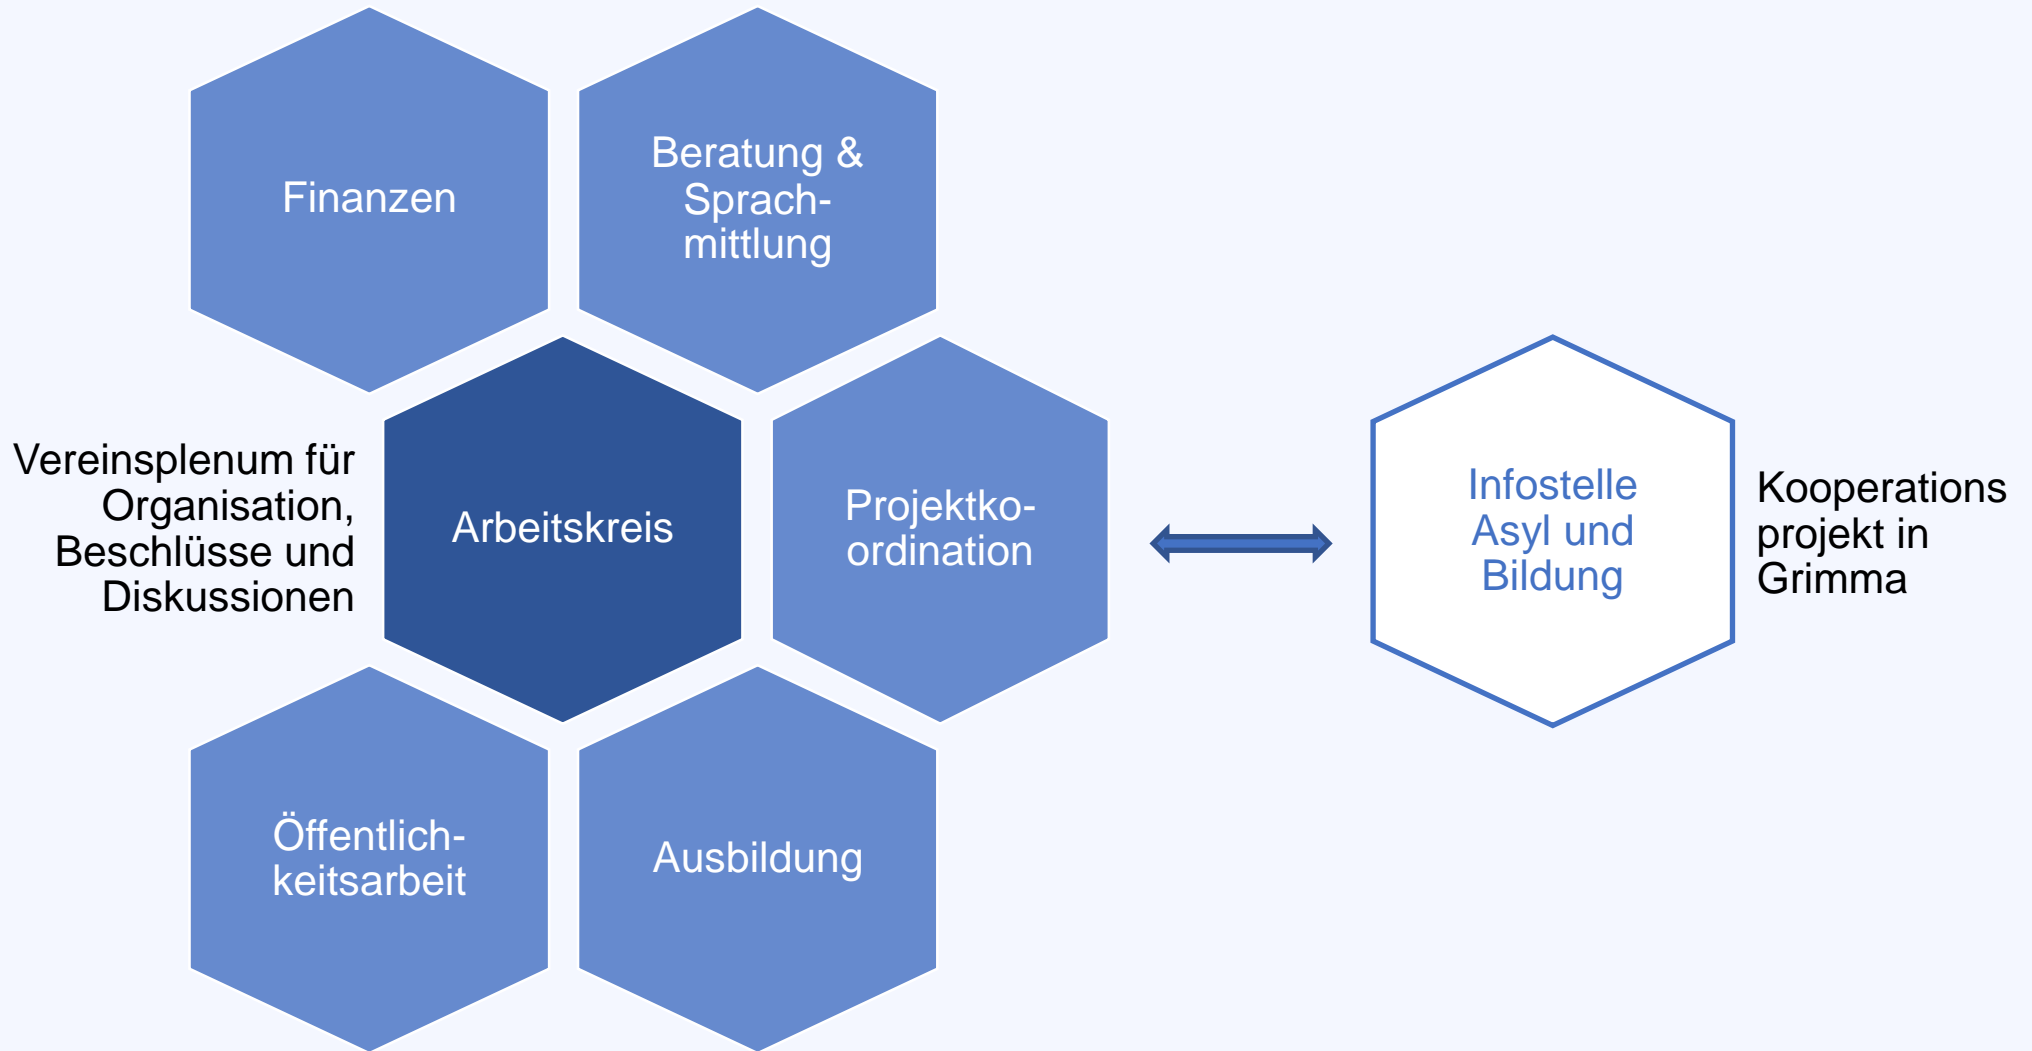 Finanzen
Beratung &
Sprach-
mittlung
Vereinsplenum für
Organisation,
Beschlüsse und
Diskussionen
Arbeitskreis
Projektko-
ordination
Infostelle
Asyl und
Bildung
Kooperations
projekt in
Grimma
Öffentlich-
keitsarbeit
Ausbildung